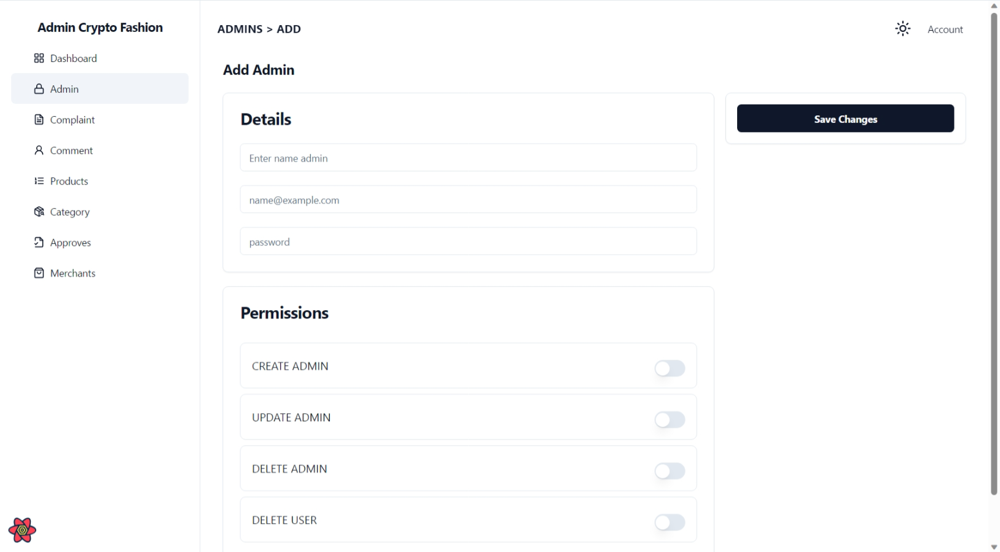 Admin Crypto Fashion
Dashboard
Admin
Complaint
Comment
Products
Category
Approves
Merchants
ADMINS > ADD
Account
Add Admin
Details
Enter name admin
name@example.com
password
Save Changes
Permissions
CREATE ADMIN
UPDATE ADMIN
DELETE ADMIN
DELETE USER